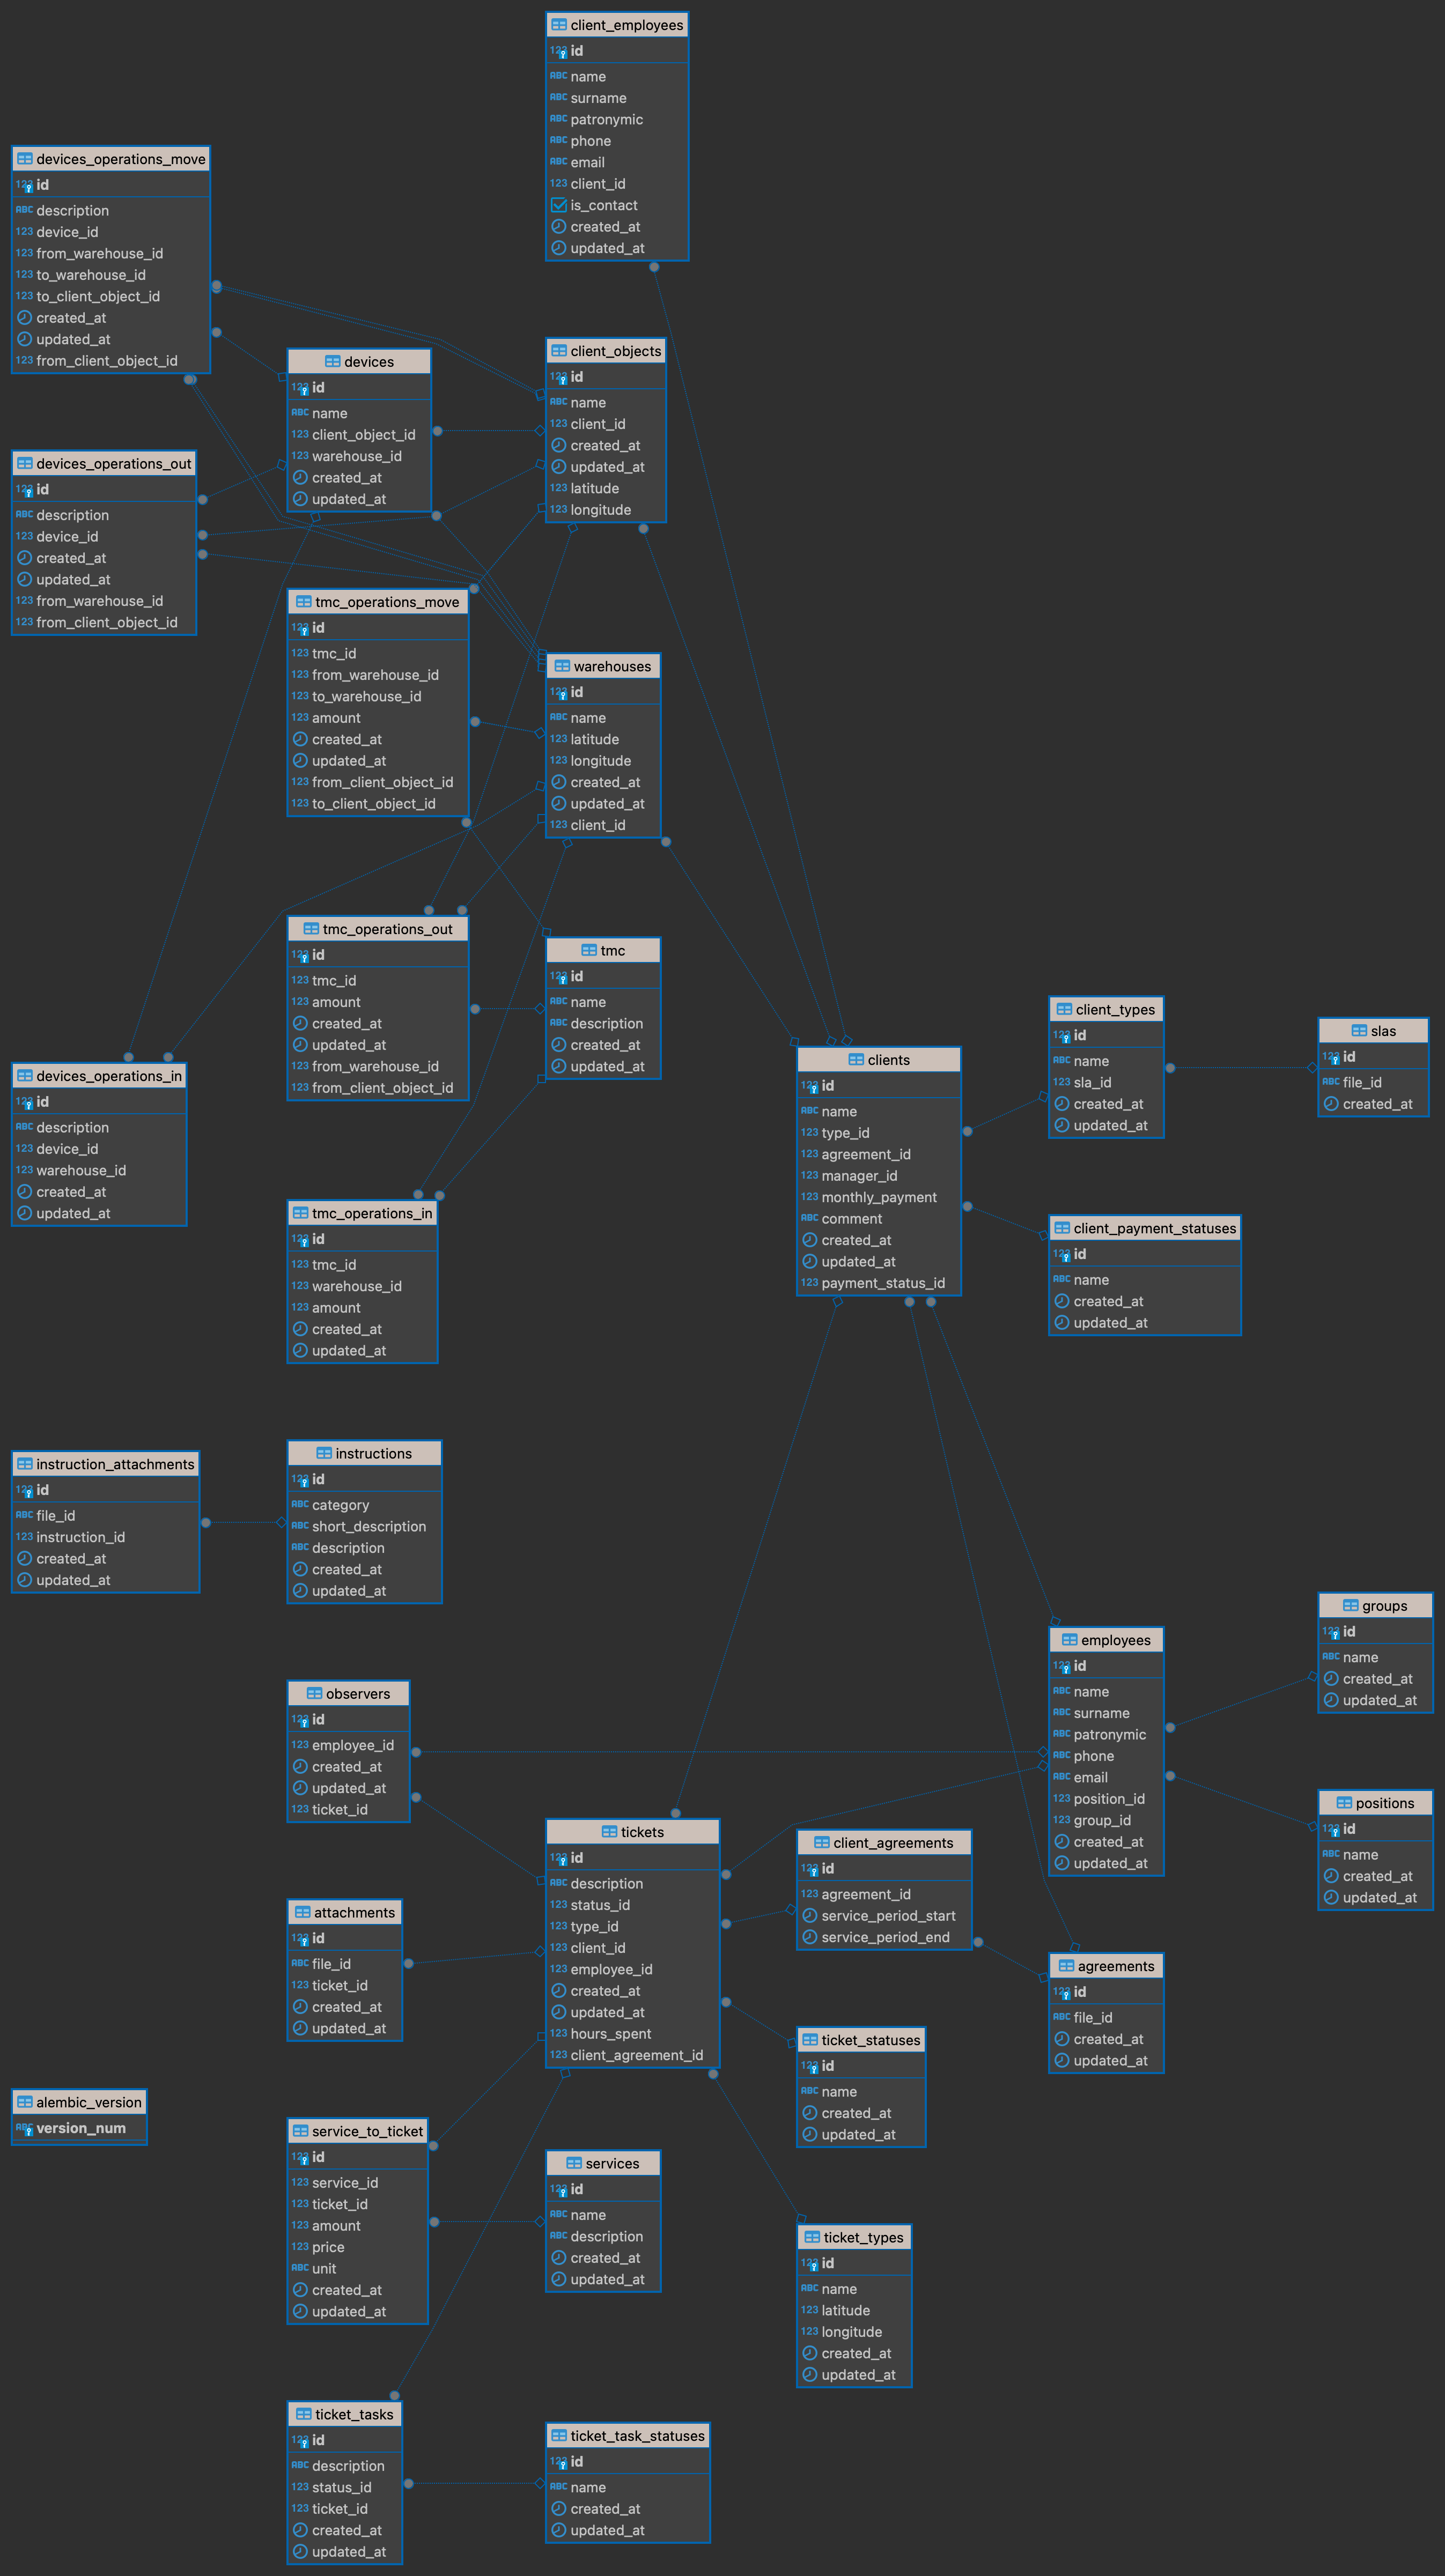 client_employees
id
name
surname
patronymic
phone
email
client_id
is_contact
created_at
updated_at
devices_operations_move
id
description
device_id
from_warehouse_id
to_warehouse_id
to_client_object_id
created_at
updated_at
from_client_object_id
devices
id
name
client_object_id
warehouse_id
created_at
updated_at
client_objects
id
name
client_id
created_at
updated_at
latitude
longitude
devices_operations_out
id
description
device_id
created_at
updated_at
from_warehouse_id
from_client_object_id
tmc_operations_move
id
tmc_id
from_warehouse_id
to_warehouse_id
amount
created_at
updated_at
from_client_object_id
to_client_object_id
warehouses
id
name
latitude
longitude
created_at
updated_at
client_id
tmc_operations_out
id
tmc_id
amount
created_at
updated_at
from_warehouse_id
from_client_object_id
tmc
id
name
description
created_at
updated_at
devices_operations_in
id
description
device_id
warehouse_id
created_at
updated_at
tmc_operations_in
id
tmc_id
warehouse_id
amount
created_at
updated_at
clients
id
name
type_id
agreement_id
manager_id
monthly_payment
comment
created_at
updated_at
payment_status_id
client_types
id
name
sla_id
created_at
updated_at
slas
id
file_id
created_at
client_payment_statuses
id
name
created_at
updated_at
instruction_attachments
id
file_id
instruction_id
created_at
updated_at
instructions
id
category
short_description
description
created_at
updated_at
observers
id
employee_id
created_at
updated_at
ticket_id
employees
id
name
surname
patronymic
phone
email
position_id
group_id
created_at
updated_at
groups
id
name
created_at
updated_at
positions
id
name
created_at
updated_at
tickets
id
description
status_id
type_id
client_id
employee_id
created_at
updated_at
hours_spent
client_agreement_id
client_agreements
id
agreement_id
service_period_start
service_period_end
attachments
id
file_id
ticket_id
created_at
updated_at
agreements
id
file_id
created_at
updated_at
ticket_statuses
id
name
created_at
updated_at
alembic_version
version_num
service_to_ticket
id
service_id
ticket_id
amount
price
unit
created_at
updated_at
services
id
name
description
created_at
updated_at
ticket_types
id
name
latitude
longitude
created_at
updated_at
ticket_tasks
id
description
status_id
ticket_id
created_at
updated_at
ticket_task_statuses
id
name
created_at
updated_at